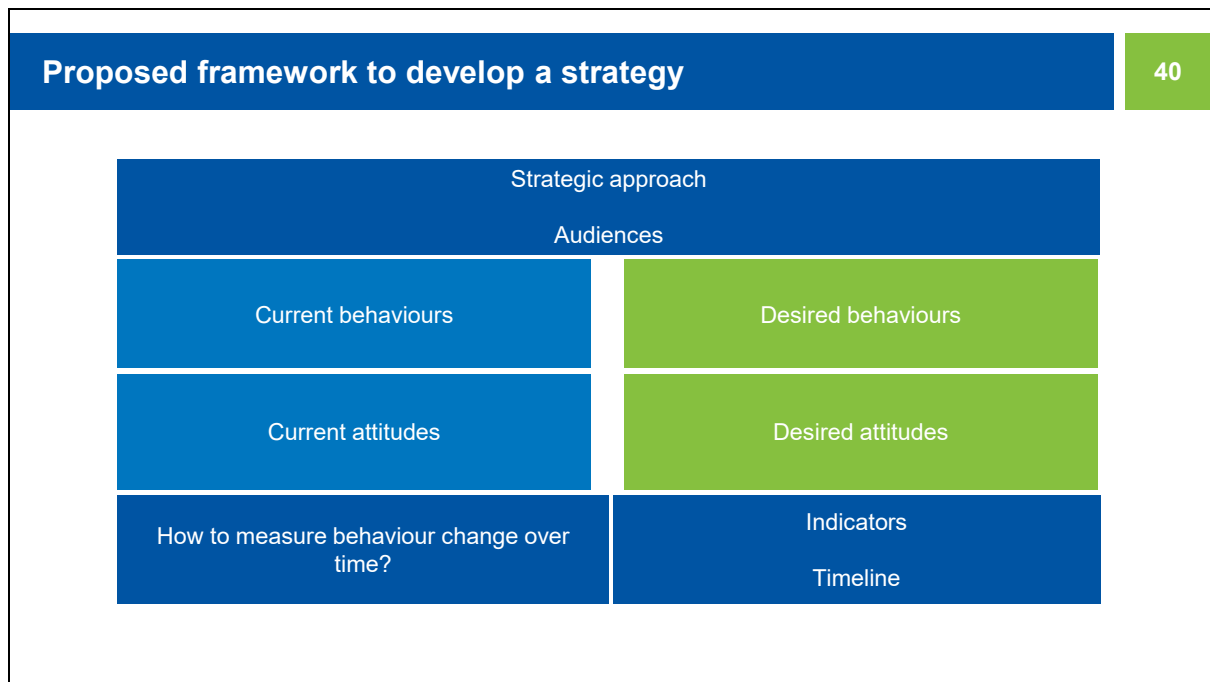 Proposed framework to develop a strategy
40
Strategic approach
Audiences
Current behaviours
Desired behaviours
Current attitudes
Desired attitudes
How to measure behaviour change over
time?
Indicators
Timeline